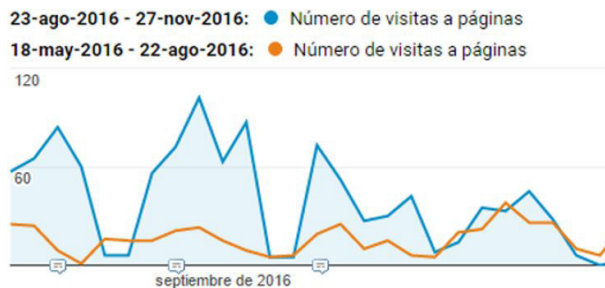 23-ago-2016 - 27-nov-2016: Número de visitas a páginas
18-may-2016 - 22-ago-2016: Número de visitas a páginas
120
60
septiembre de 2016